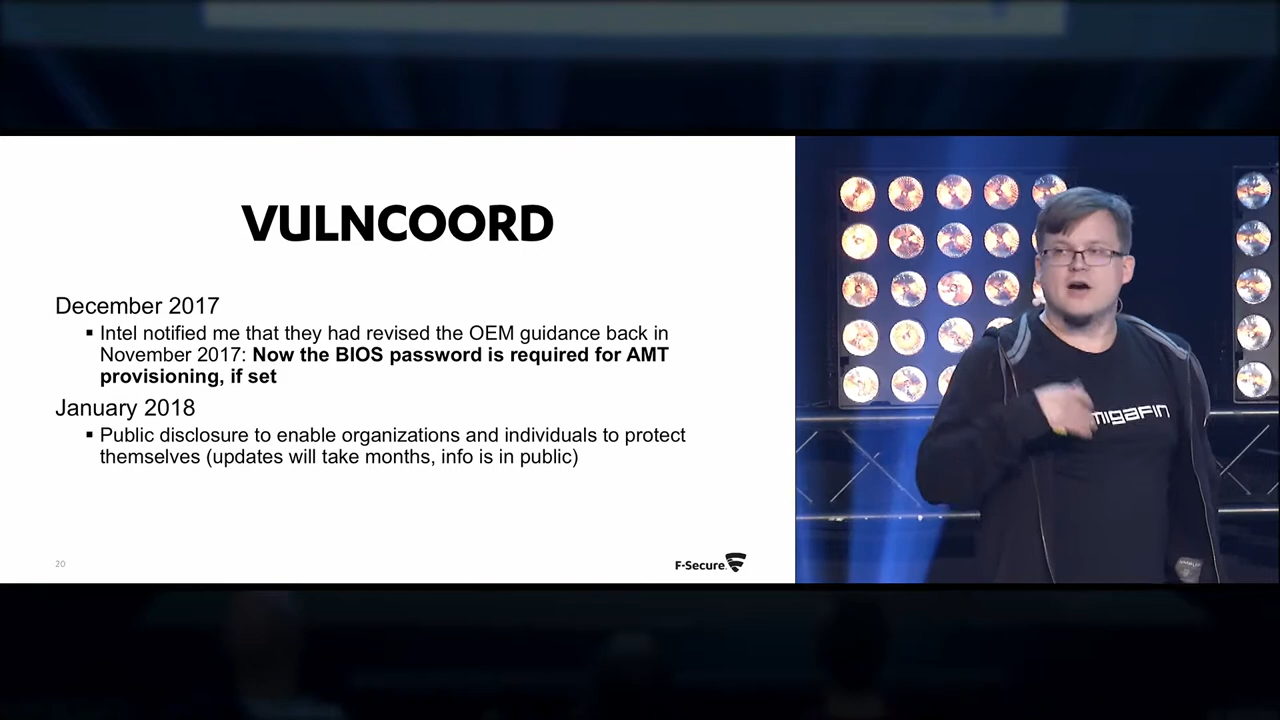 VULNCOORD
December 2017
▪ Intel notified me that they had revised the OEM guidance back in
November 2017: Now the BIOS password is required for AMT
provisioning, if set
January 2018
▪ Public disclosure to enable organizations and individuals to protect
themselves (updates will take months, info is in public)
20
F-Secure.